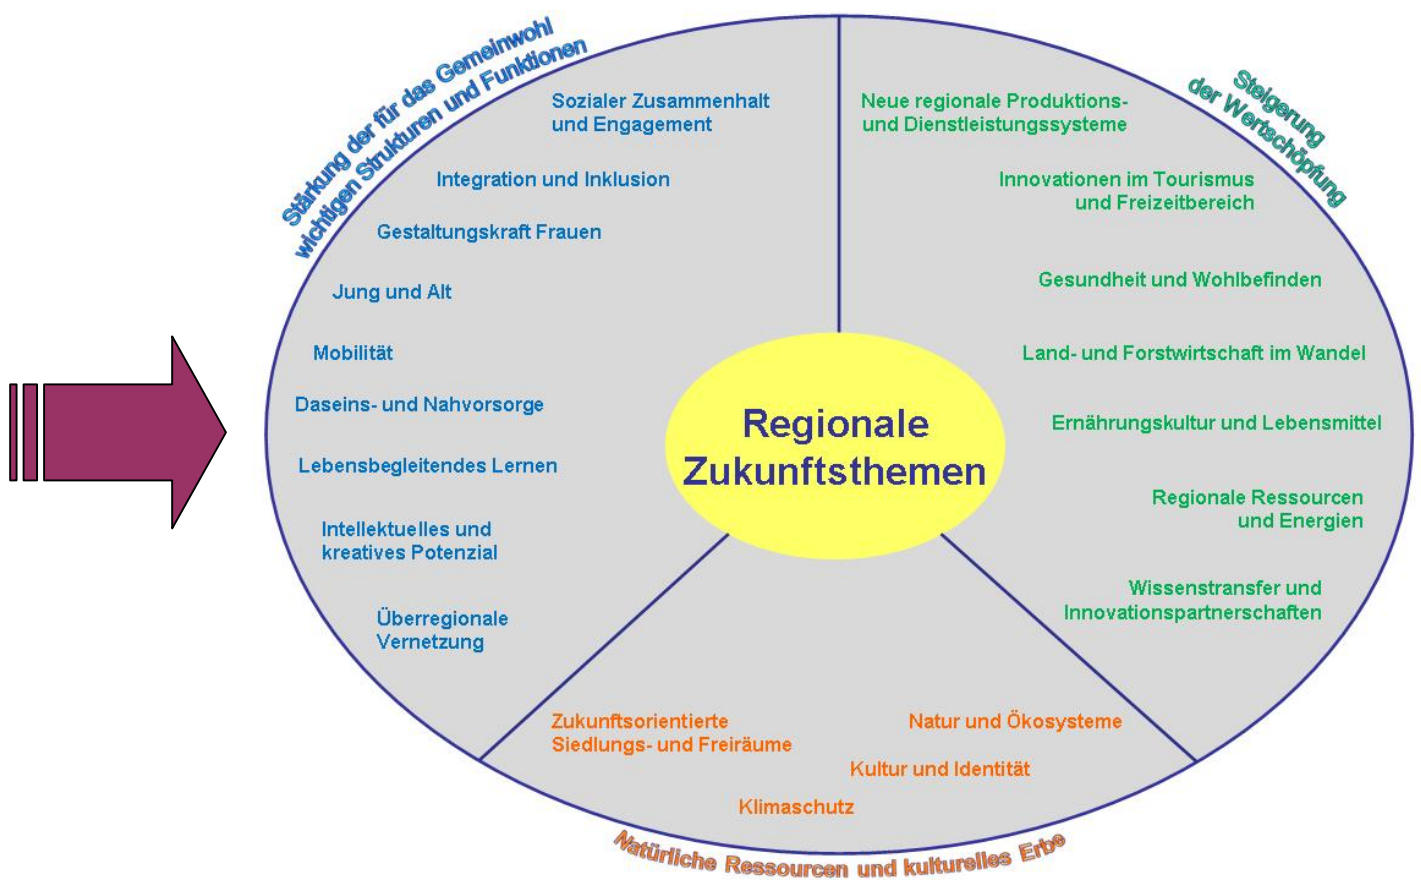 Stärkung der für das Gemeinwohl
wichtigen Strukturen und Funktionen
Sozialer Zusammenhalt
und Engagement
Integration und Inklusion
Gestaltungskraft Frauen
Jung und Alt
Mobilität
Daseins- und Nahvorsorge
Lebensbegleitendes Lernen
Intellektuelles und
kreatives Potenzial
Überregionale
Vernetzung
Steigerung
der Wertschöpfung
Neue regionale Produktions-
und Dienstleistungssysteme
Innovationen im Tourismus
und Freizeitbereich
Gesundheit und Wohlbefinden
Land- und Forstwirtschaft im Wandel
Ernährungskultur und Lebensmittel
Regionale Ressourcen
und Energien
Wissenstransfer und
Innovationspartnerschaften
Regionale
Zukunftsthemen
Zukunftsorientierte
Siedlungs- und Freiräume
Natur und Ökosysteme
Kultur und Identität
Klimaschutz
Natürliche Ressourcen und kulturelles Erbe